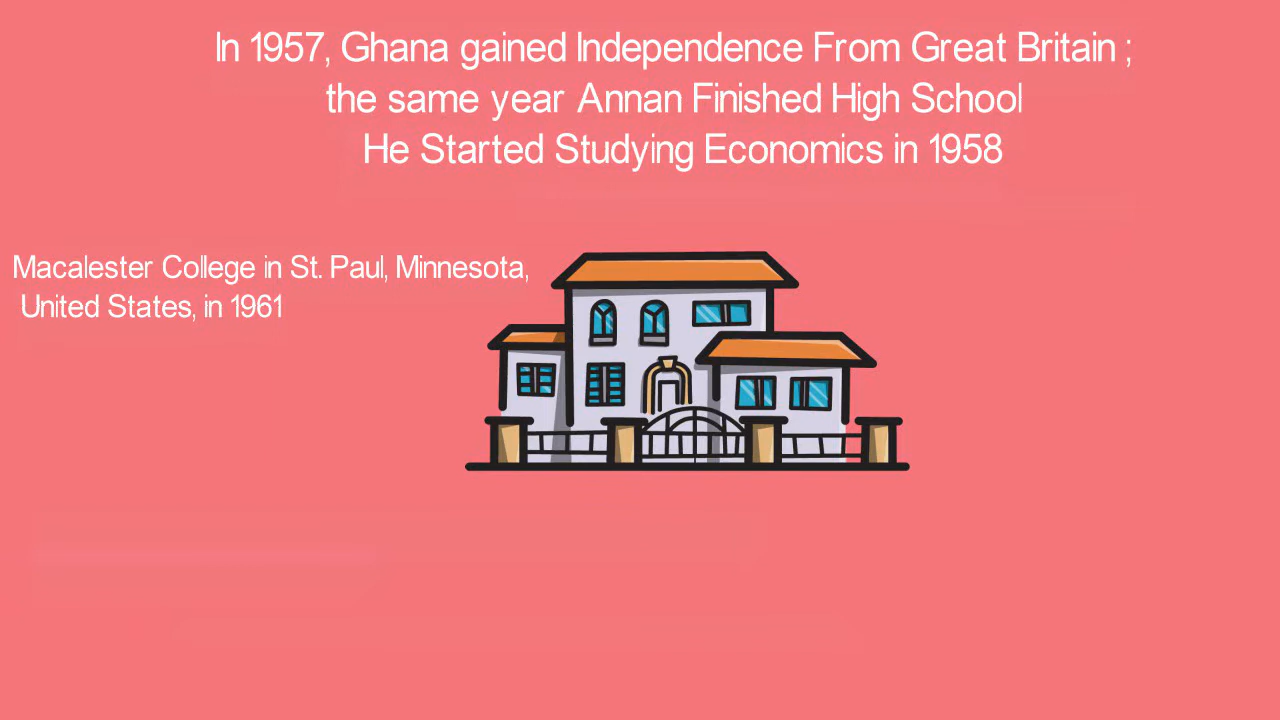 In 1957, Ghana gained Independence From Great Britain ;
the same year Annan Finished High School
He Started Studying Economics in 1958
Macalester College in St. Paul, Minnesota,
United States, in 1961